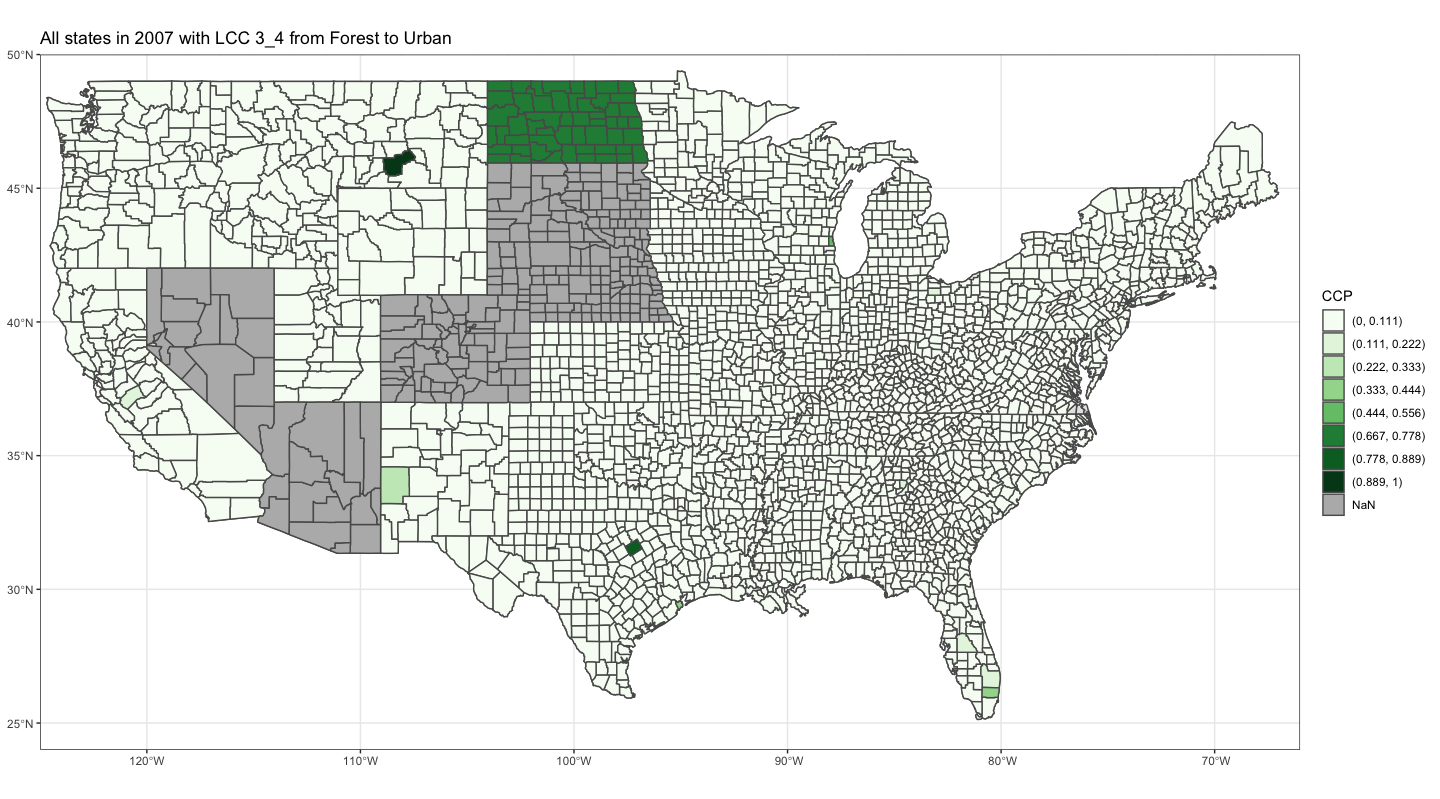 All states in 2007 with LCC 3_4 from Forest to Urban
50°N
45°N
40°N
35°N
30°N
25°N
120°W
110°W
100°W
90°W
80°W
70°W
CCP
(0, 0.111)
(0.111, 0.222)
(0.222, 0.333)
(0.333, 0.444)
(0.444, 0.556)
(0.667, 0.778)
(0.778, 0.889)
(0.889, 1)
NaN